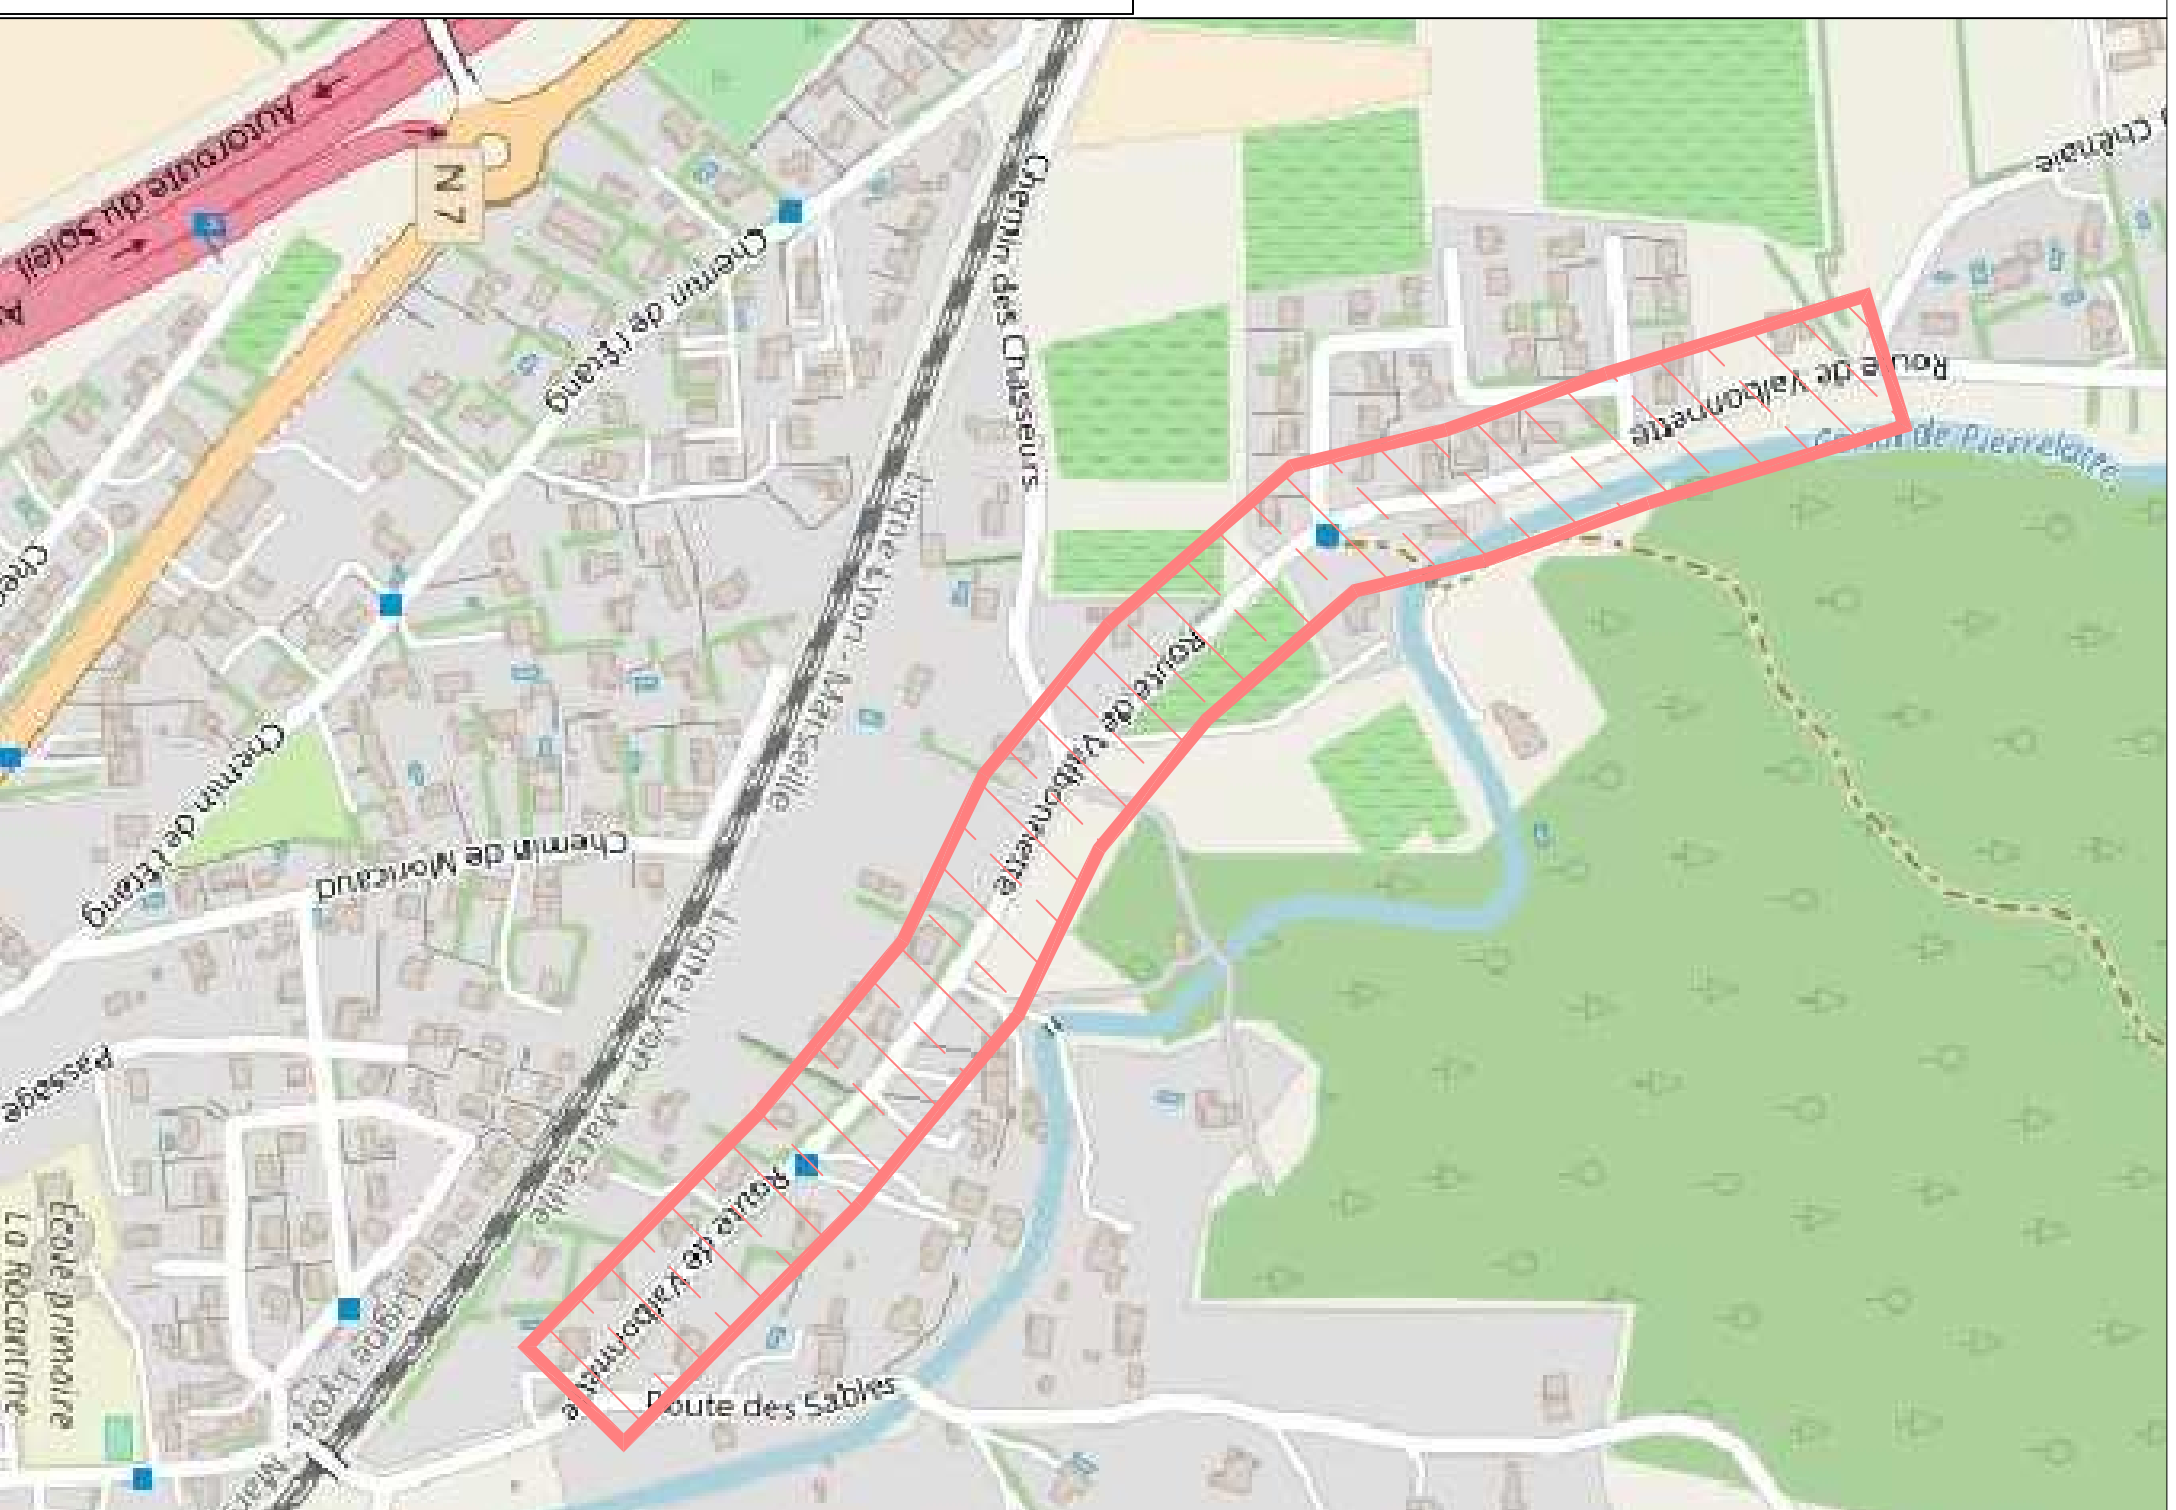 Autoroute du Soleil
N 7
Chemin des Chasseurs
Chemin de l'Étang
Route de Valbonnette
Canal de Pierrelatte
Ligne Lyon - Marseille
Route de Valbonnette
Chemin de l'Étang
Chemin de Moricaud
Ligne Lyon - Marseille
Passage
Route de Valbonnette
École primaire
La Rocantine
Route des Sables